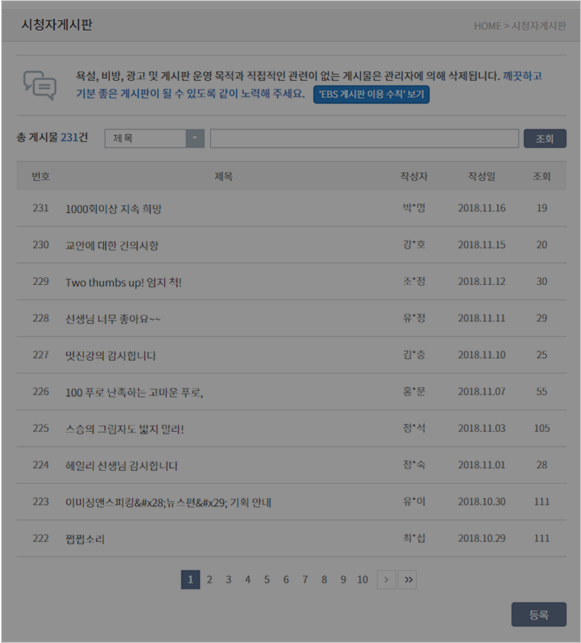 시청자게시판
HOME > 시청자게시판
욕설, 비방, 광고 및 게시판 운영 목적과 직접적인 관련이 없는 게시물은 관리자에 의해 삭제됩니다. 깨끗하고
기분 좋은 게시판이 될 수 있도록 같이 노력해 주세요. 'EBS 게시판 이용 수칙' 보기
총 게시물 231건 제목 조회
번호 제목 작성자 작성일 조회
231 1000회이상 지속 희망 박*명 2018.11.16 19
230 교안에 대한 건의사항 강*호 2018.11.15 20
229 Two thumbs up! 엄지 척! 조*정 2018.11.12 30
228 선생님 너무 좋아요~~ 유*정 2018.11.11 29
227 멋진강의 감사합니다 김*중 2018.11.10 25
226 100 푸로 난족하는 고마운 푸로, 홍*문 2018.11.07 55
225 스승의 그림자도 밟지 말라! 정*석 2018.11.03 105
224 헤일리 선생님 감사합니다 정*숙 2018.11.01 28
223 이미징앤스피킹&#x28;뉴스편&#x29; 기획 안내 유*이 2018.10.30 111
222 쩝쩝소리 최*섭 2018.10.29 111
1 2 3 4 5 6 7 8 9 10 > >>
등록